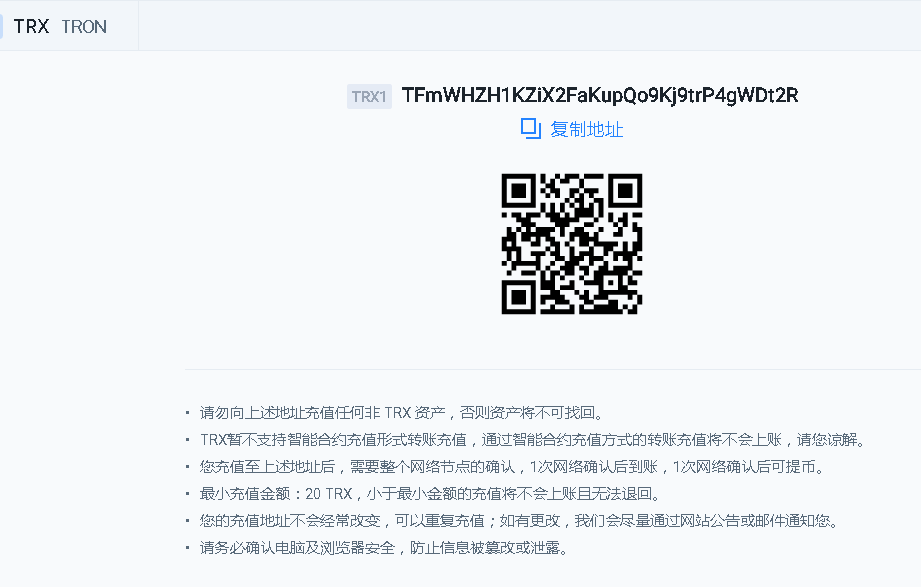 TRX TRON
TRX1 TFmWHZH1KZiX2FaKupQo9Kj9trP4gWDt2R
复制地址
· 请勿向上述地址充值任何非 TRX 资产，否则资产将不可找回。
· TRX暂不支持智能合约充值形式转账充值，通过智能合约充值方式的转账充值将不会上账，请您谅解。
· 您充值至上述地址后，需要整个网络节点的确认，1次网络确认后到账，1次网络确认后可提币。
· 最小充值金额：20 TRX，小于最小金额的充值将不会上账且无法退回。
· 您的充值地址不会经常改变，可以重复充值；如有更改，我们会尽量通过网站公告或邮件通知您。
· 请务必确认电脑及浏览器安全，防止信息被篡改或泄露。